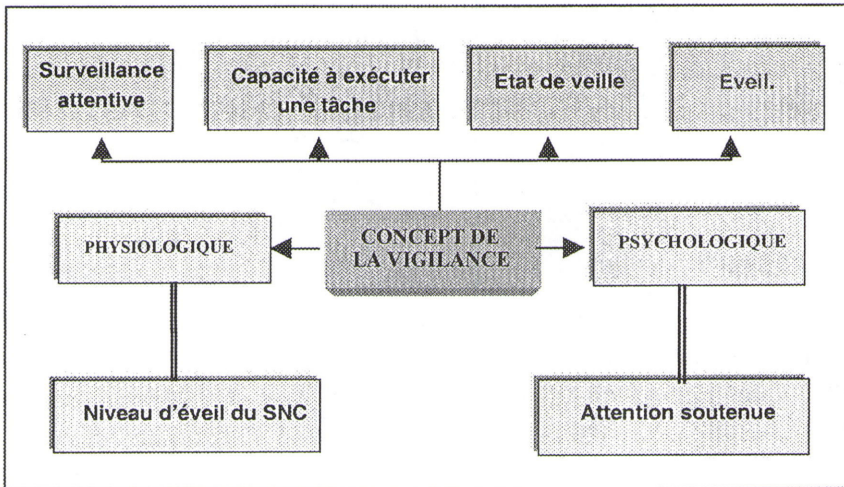 Surveillance
attentive
Capacité à exécuter
une tâche
Etat de veille
Eveil.
PHYSIOLOGIQUE
CONCEPT DE
LA VIGILANCE
PSYCHOLOGIQUE
Niveau d'éveil du SNC
Attention soutenue